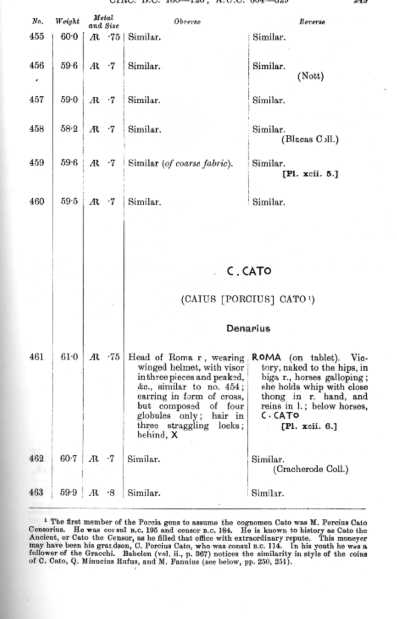 No. Weight Metal and Size Obverse Reverse
455 60·0 Æ ·75 Similar. Similar.
456 59·6 Æ ·7 Similar. Similar.
(Nott)
457 59·0 Æ ·7 Similar. Similar.
458 58·2 Æ ·7 Similar. Similar.
(Blacas Coll.)
459 59·6 Æ ·7 Similar (of coarse fabric). Similar.
[Pl. xcii. 5.]
460 59·5 Æ ·7 Similar. Similar.
C. CATO
(CAIUS [PORCIUS] CATO ¹)
Denarius
461 61·0 Æ ·75 Head of Roma r, wearing
winged helmet, with visor
in three pieces and peaked,
&c., similar to no. 454;
earring in form of cross,
but composed of four
globules only; hair in
three straggling locks;
behind, X
ROMA (on tablet). Vic-
tory, naked to the hips, in
biga r., horses galloping;
she holds whip with close
thong in r. hand, and
reins in l.; below horses,
C·CATO
[Pl. xcii. 6.]
462 60·7 Æ ·7 Similar. Similar.
(Cracherode Coll.)
463 59·9 Æ ·8 Similar. Similar.
¹ The first member of the Porcia gens to assume the cognomen Cato was M. Porcius Cato
Censorius. He was consul B.C. 195 and censor B.C. 184. He is known to history as Cato the
Ancient, or Cato the Censor, as he filled that office with extraordinary repute. This moneyer
may have been his grandson, C. Porcius Cato, who was consul B.C. 114. In his youth he was a
follower of the Gracchi. Babelon (vol. ii., p. 367) notices the similarity in style of the coins
of C. Cato, Q. Minucius Rufus, and M. Fannius (see below, pp. 250, 251).